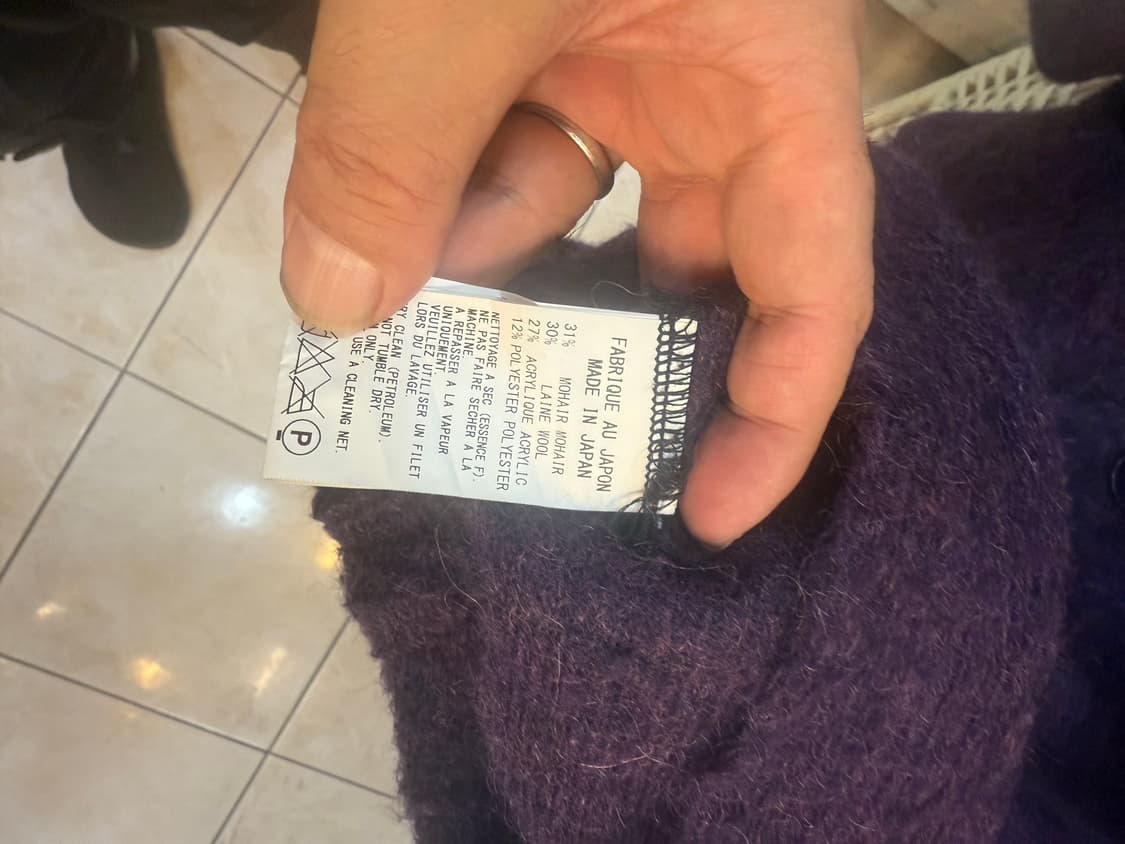 FABRIQUE AU JAPON
MADE IN JAPAN
31% MOHAIR MOHAIR
30% LAINE WOOL
27% ACRYLIQUE ACRYLIC
12% POLYESTER POLYESTER
NETTOYAGE A SEC (ESSENCE F).
NE PAS FAIRE SECHER A LA
MACHINE.
A REPASSER A LA VAPEUR
UNIQUEMENT.
VEUILLEZ UTILISER UN FILET
LORS DU LAVAGE.
CLEAN (PETROLEUM).
NOT TUMBLE DRY.
ONLY.
USE A CLEANING NET.
P